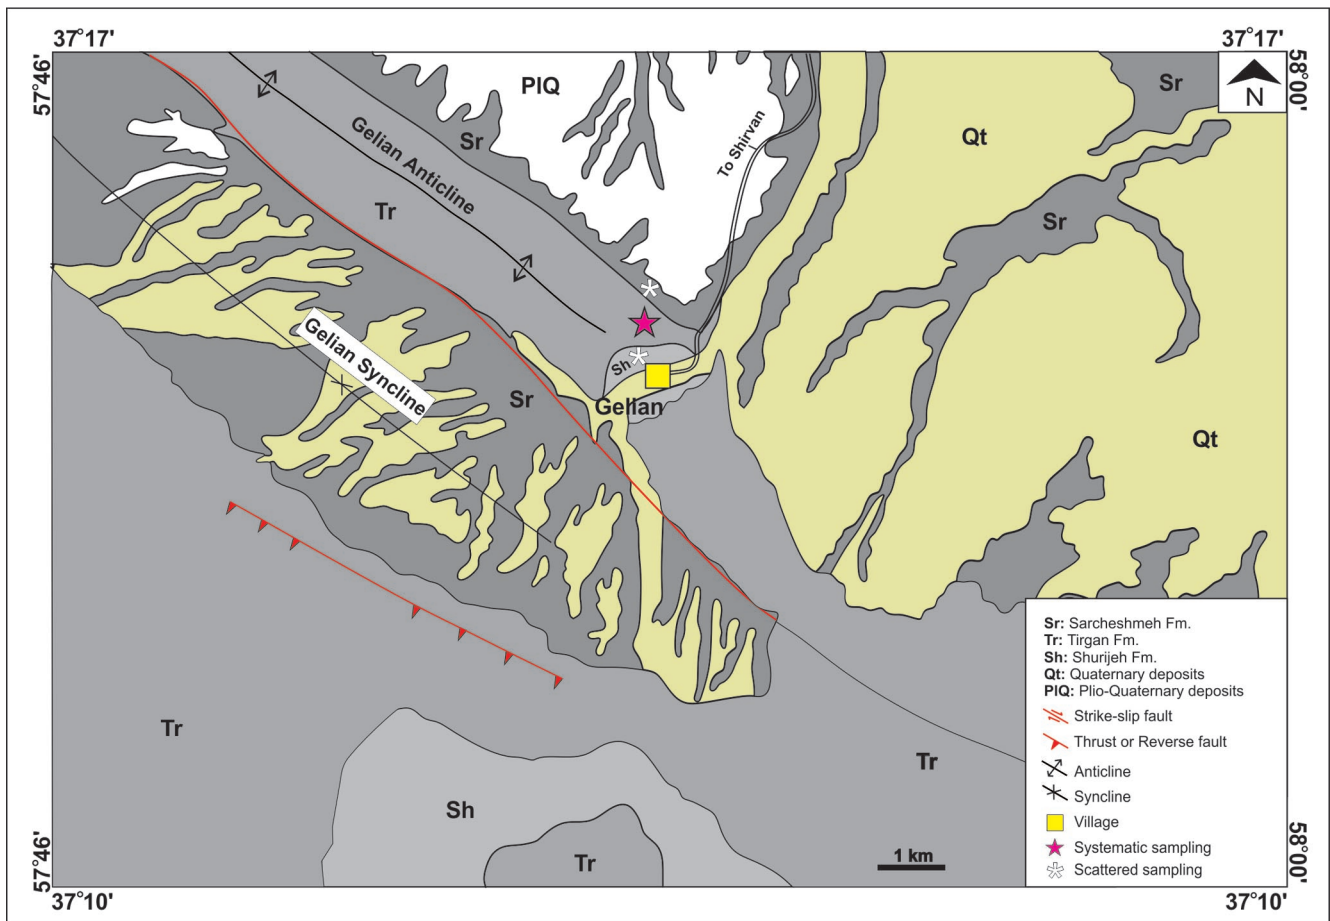 37°17'
37°17'
57°46'
58°00'
N
PlQ
Sr
Qt
Sr
To Shirvan
Gelian Anticline
Tr
Sr
Gelian Syncline
Sh
Sr
Gelian
Qt
Tr
Tr
Sh
Tr
1 km
Sr: Sarcheshmeh Fm.
Tr: Tirgan Fm.
Sh: Shurijeh Fm.
Qt: Quaternary deposits
PlQ: Plio-Quaternary deposits
Strike-slip fault
Thrust or Reverse fault
Anticline
Syncline
Village
Systematic sampling
Scattered sampling
57°46'
58°00'
37°10'
37°10'